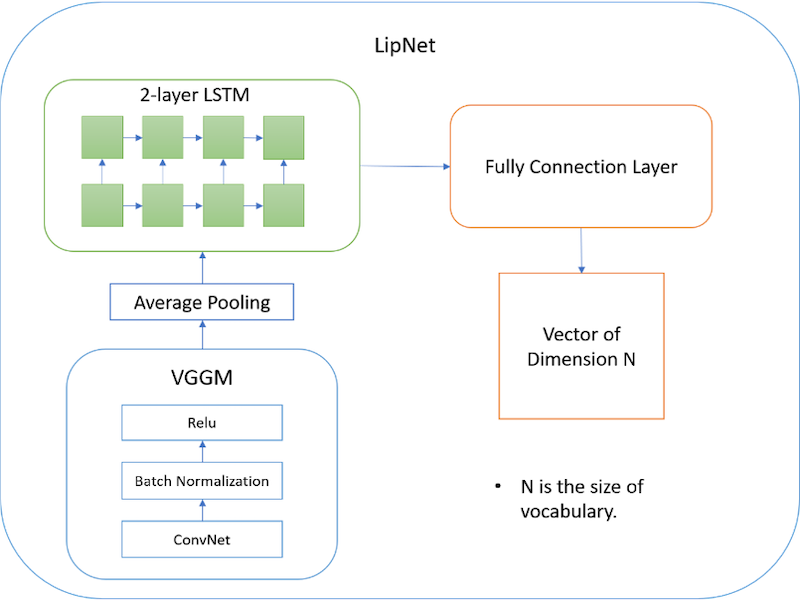 LipNet
2-layer LSTM
Fully Connection Layer
Average Pooling
Vector of
Dimension N
VGGM
Relu
Batch Normalization
ConvNet
• N is the size of
vocabulary.